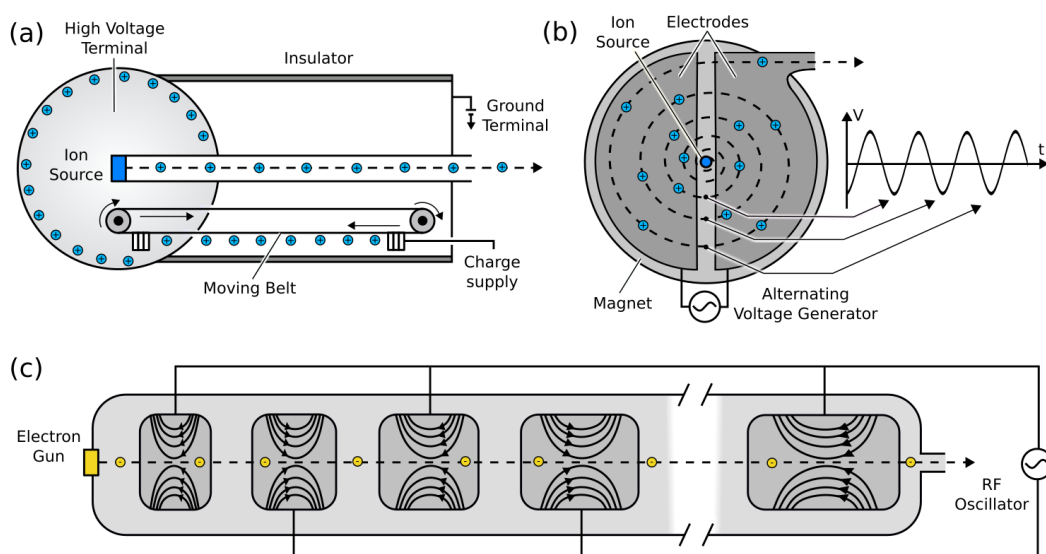 (a)
High Voltage
Terminal
Insulator
Ground
Terminal
Ion
Source
Charge
supply
Moving Belt
(b)
Ion
Source
Electrodes
V
t
Magnet
Alternating
Voltage Generator
(c)
Electron
Gun
RF
Oscillator